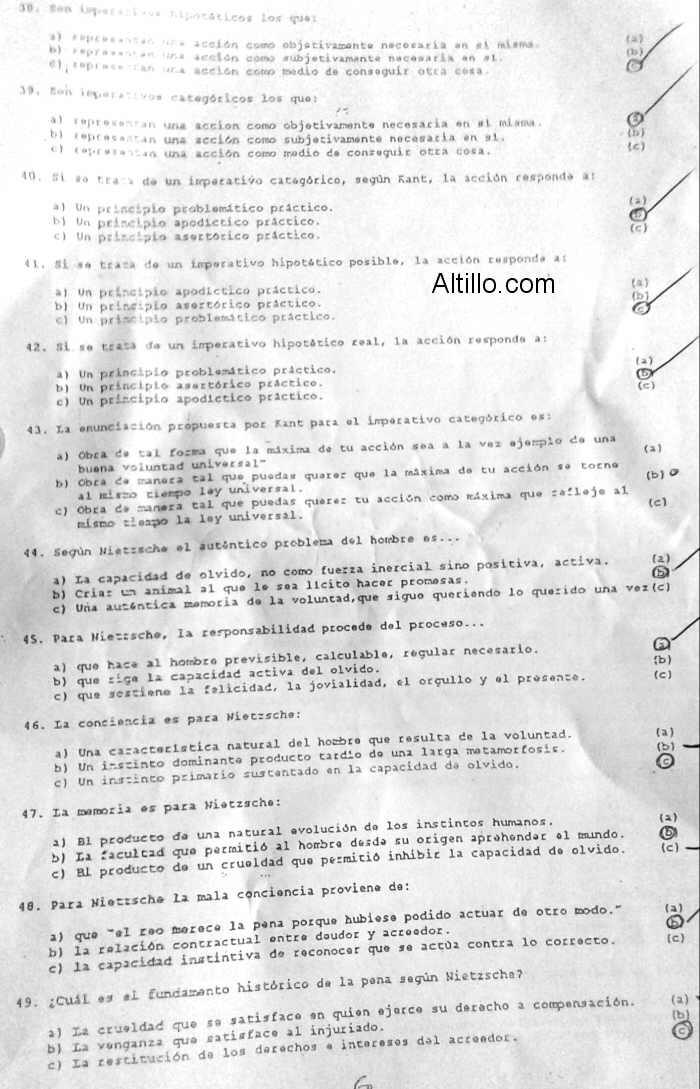 38. Son imperativos hipotéticos los que:
a) representan una acción como objetivamente necesaria en sí misma. (a)
b) representan una acción como subjetivamente necesaria en sí. (b)
c) representan una acción como medio de conseguir otra cosa. (c)
39. Son imperativos categóricos los que:
a) representan una accion como objetivamente necesaria en sí misma. (a)
b) representan una acción como subjetivamente necesaria en sí. (b)
c) representan una acción como medio de conseguir otra cosa. (c)
40. Si se trata de un imperativo categórico, según Kant, la acción responde a:
a) Un principio problemático práctico. (a)
b) Un principio apodíctico práctico. (b)
c) Un principio asertórico práctico. (c)
41. Si se trata de un imperativo hipotético posible, la acción responde a:
Altillo.com
a) Un principio apodíctico práctico. (a)
b) Un principio asertórico práctico. (b)
c) Un principio problemático práctico. (c)
42. Si se trata de un imperativo hipotético real, la acción responde a:
a) Un principio problemático práctico. (a)
b) Un principio asertórico práctico. (b)
c) Un principio apodíctico práctico. (c)
43. La enunciación propuesta por Kant para el imperativo categórico es:
a) Obra de tal forma que la máxima de tu acción sea a la vez ejemplo de una (a)
buena voluntad universal"
b) Obra de manera tal que puedas querer que la máxima de tu acción se torne (b)
al mismo tiempo ley universal.
c) Obra de manera tal que puedas querer tu acción como máxima que refleje al (c)
mismo tiempo la ley universal.
44. Según Nietzsche el auténtico problema del hombre es...
a) La capacidad de olvido, no como fuerza inercial sino positiva, activa. (a)
b) Criar un animal al que le sea lícito hacer promesas. (b)
c) Una auténtica memoria de la voluntad,que sigue queriendo lo querido una vez (c)
45. Para Nietzsche, la responsabilidad procede del proceso...
a) que hace al hombre previsible, calculable, regular necesario. (a)
b) que rige la capacidad activa del olvido. (b)
c) que sostiene la felicidad, la jovialidad, el orgullo y el presente. (c)
46. La conciencia es para Nietzsche:
a) Una característica natural del hombre que resulta de la voluntad. (a)
b) Un instinto dominante producto tardío de una larga metamorfosis. (b)
c) Un instinto primario sustentado en la capacidad de olvido. (c)
47. La memoria es para Nietzsche:
a) El producto de una natural evolución de los instintos humanos. (a)
b) La facultad que permitió al hombre desde su origen aprehender el mundo. (b)
c) El producto de un crueldad que permitió inhibir la capacidad de olvido. (c)
48. Para Nietzsche la mala conciencia proviene de:
a) que "el reo merece la pena porque hubiese podido actuar de otro modo." (a)
b) la relación contractual entre deudor y acreedor. (b)
c) la capacidad instintiva de reconocer que se actúa contra lo correcto. (c)
49. ¿Cuál es el fundamento histórico de la pena según Nietzsche?
a) La crueldad que se satisface en quien ejerce su derecho a compensación. (a)
b) La venganza que satisface al injuriado. (b)
c) La restitución de los derechos e intereses del acreedor. (c)